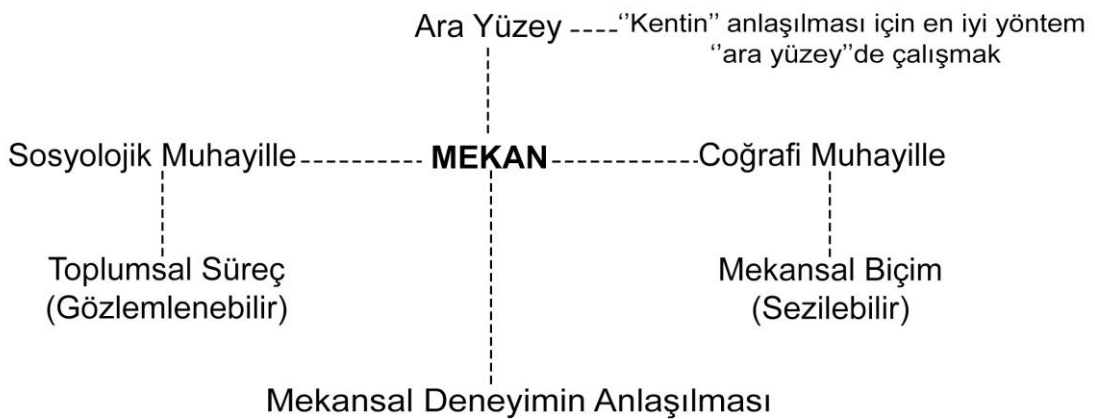 Ara Yüzey ‘‘Kentin’’ anlaşılması için en iyi yöntem
‘‘ara yüzey’’de çalışmak
Sosyolojik Muhayille MEKAN Coğrafi Muhayille
Toplumsal Süreç
(Gözlemlenebilir)
Mekansal Biçim
(Sezilebilir)
Mekansal Deneyimin Anlaşılması